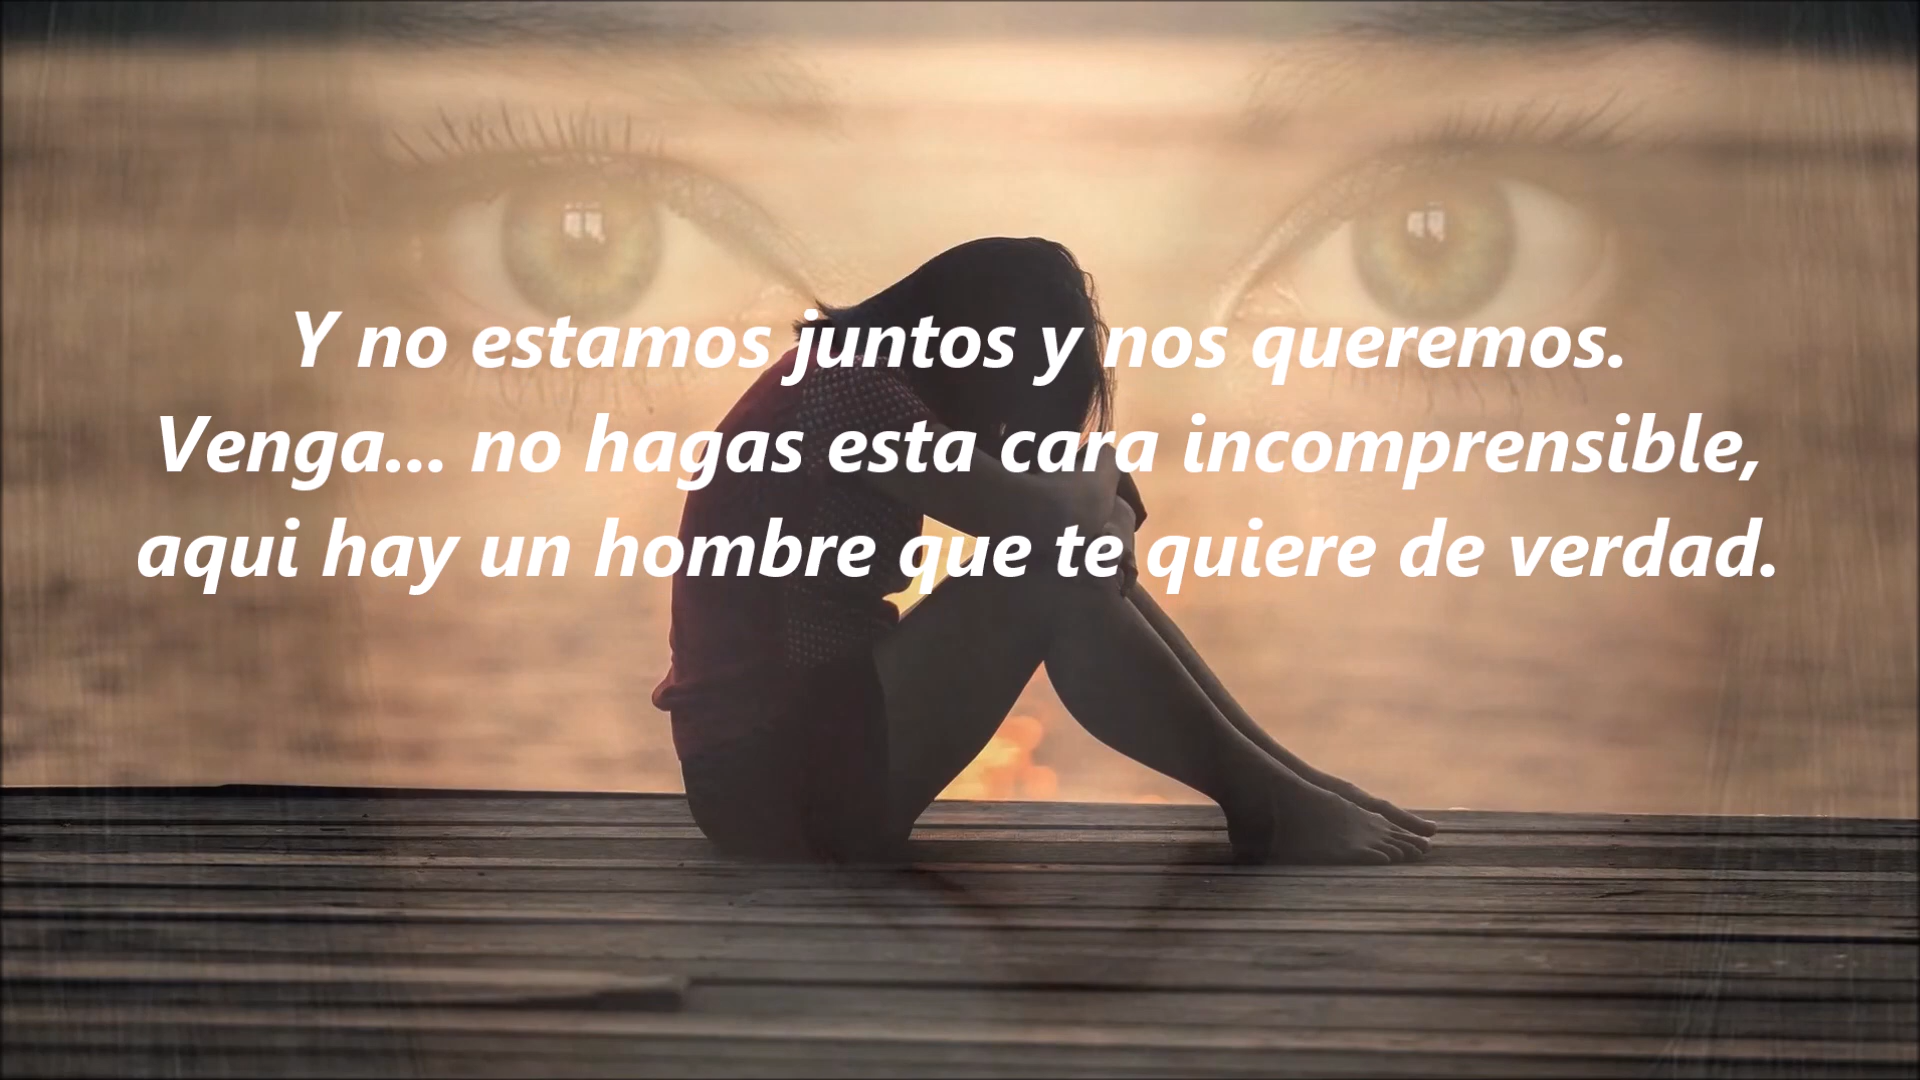 Y no estamos juntos y nos queremos.
Venga... no hagas esta cara incomprensible,
aqui hay un hombre que te quiere de verdad.